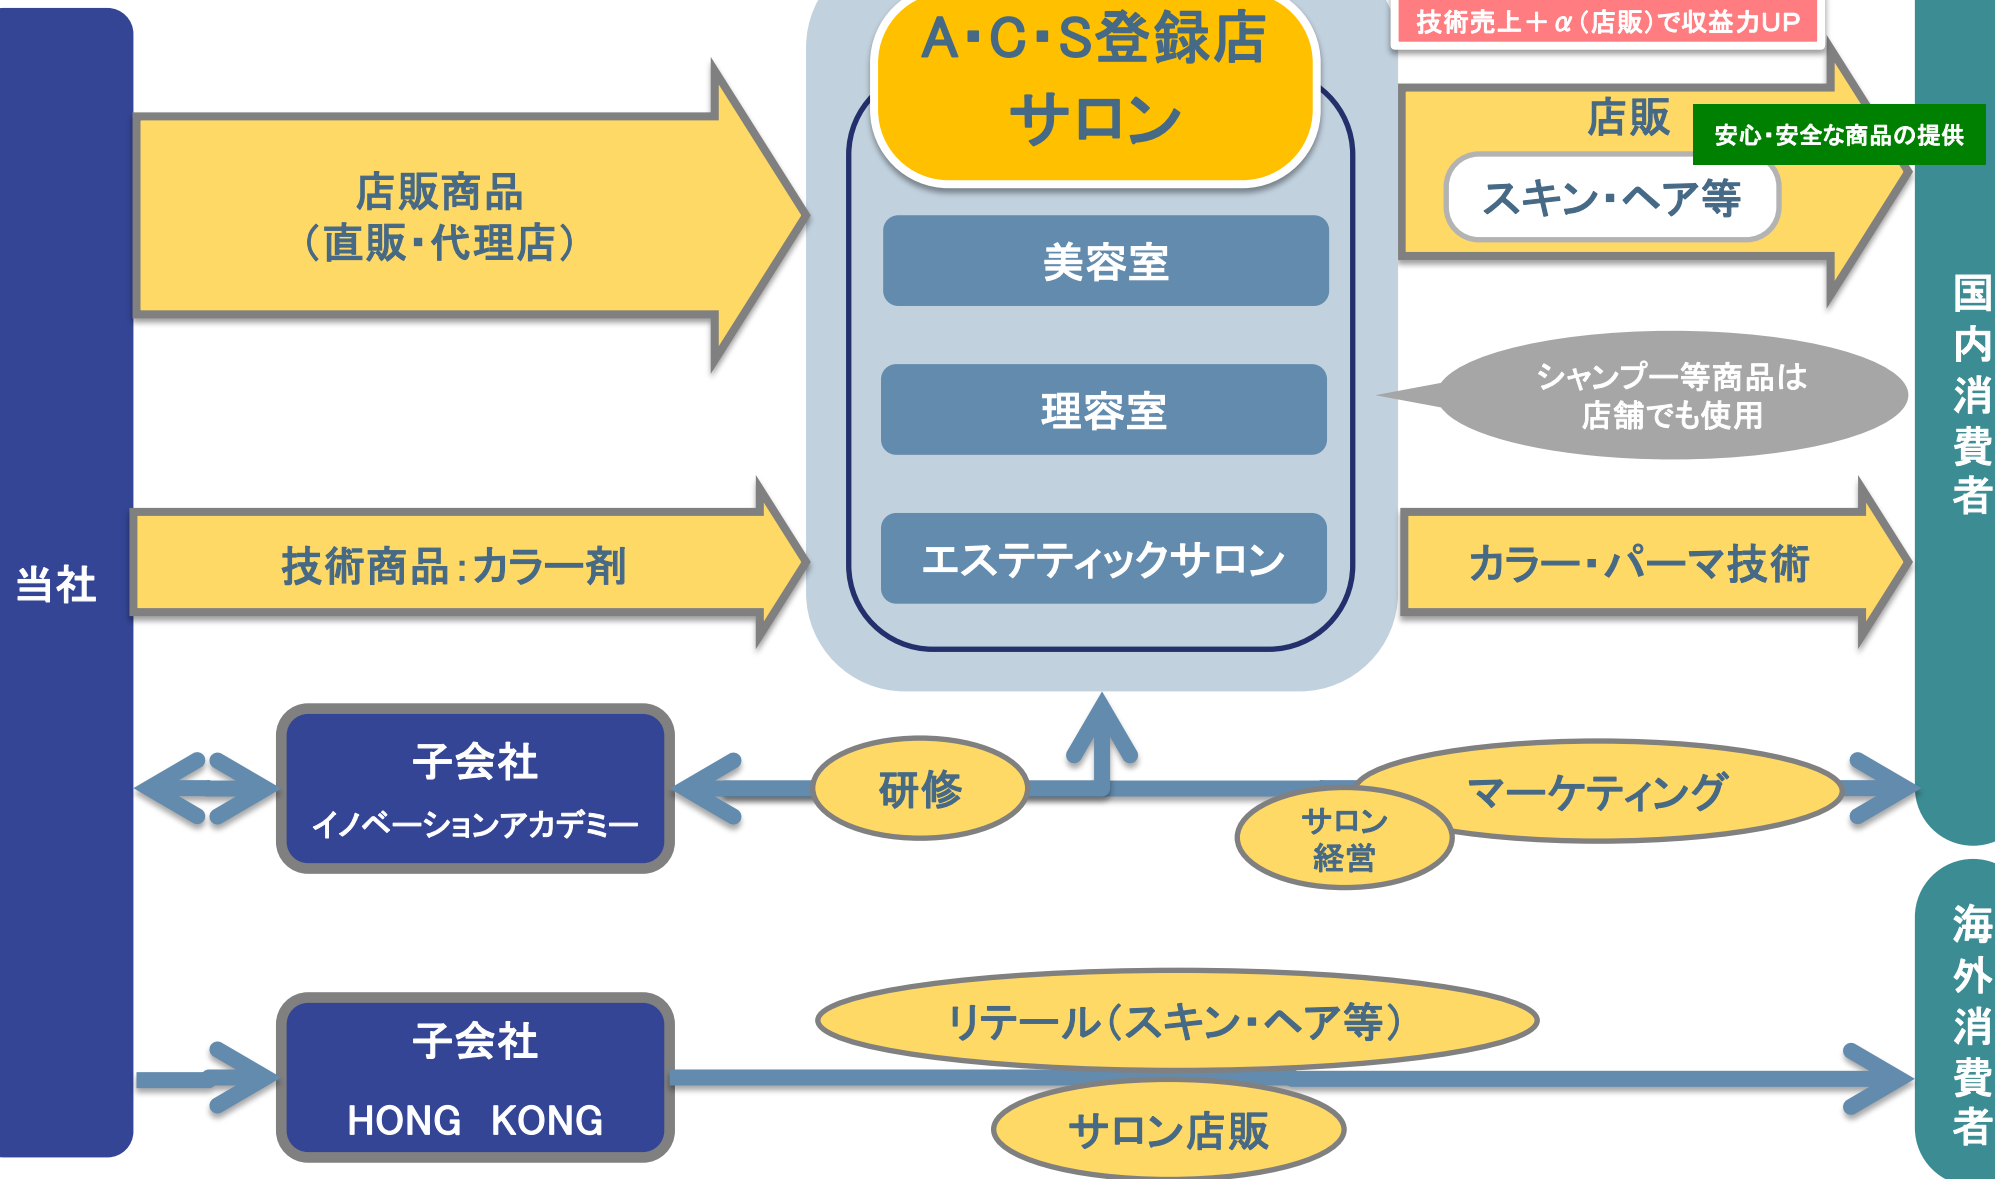 技術売上＋α（店販）で収益力UP
A・C・S登録店
サロン
店販
安心・安全な商品の提供
スキン・ヘア等
店販商品
（直販・代理店）
美容室
国内消費者
シャンプー等商品は
店舗でも使用
理容室
当社
技術商品：カラー剤
エステティックサロン
カラー・パーマ技術
子会社
イノベーションアカデミー
研修
マーケティング
サロン
経営
海外消費者
子会社
HONG KONG
リテール（スキン・ヘア等）
サロン店販